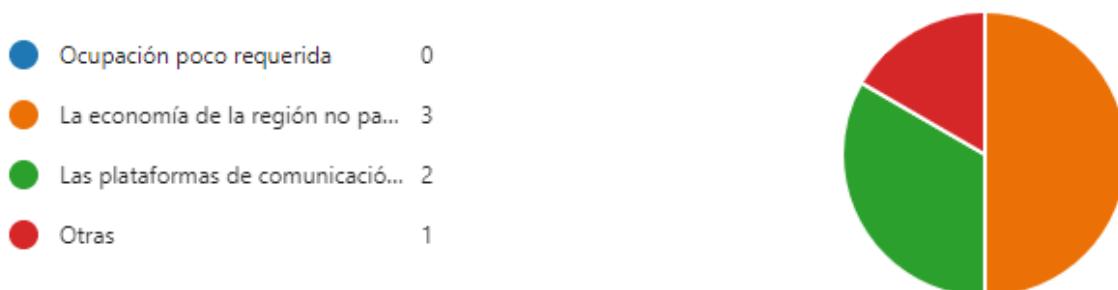 Ocupación poco requerida 0
La economía de la región no pa... 3
Las plataformas de comunicació... 2
Otras 1